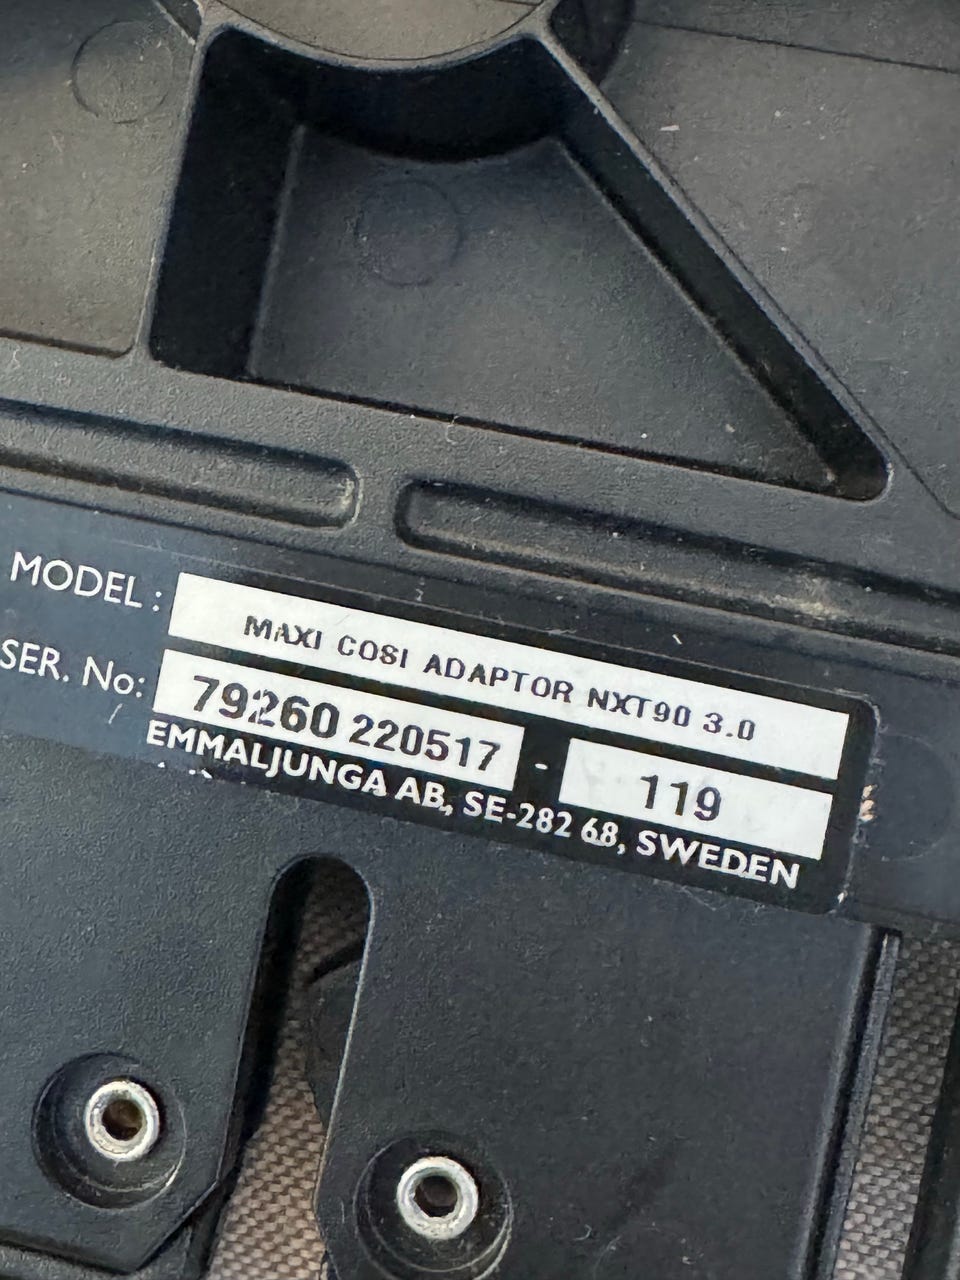 MODEL: MAXI COSI ADAPTOR NXT90 3.0
SER. No: 79260 220517 - 119
EMMALJUNGA AB, SE-282 68, SWEDEN